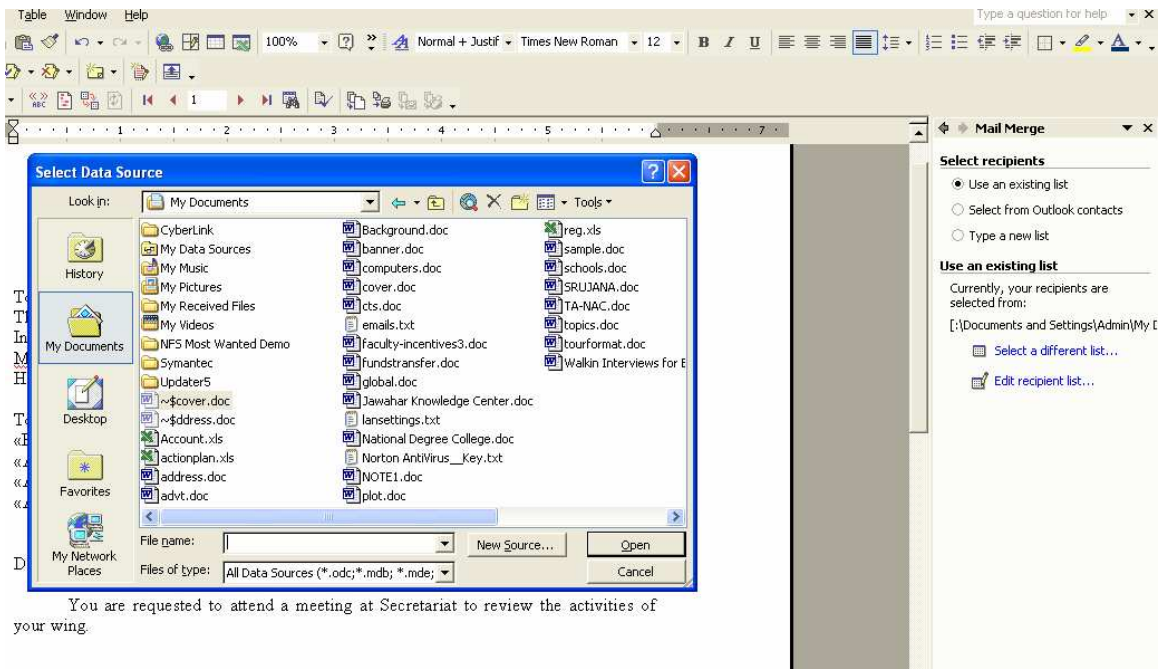 Table Window Help
Type a question for help
100% Normal + Justif Times New Roman 12 B I U A
ABC 1
1 2 3 4 5 7
Mail Merge
Select recipients
Use an existing list
Select from Outlook contacts
Type a new list
Use an existing list
Currently, your recipients are
selected from:
[:\Documents and Settings\Admin\My D
Select a different list...
Edit recipient list...
Select Data Source
Look in: My Documents Tools
History
My Documents
Desktop
Favorites
My Network
Places
CyberLink
My Data Sources
My Music
My Pictures
My Received Files
My Videos
NFS Most Wanted Demo
Symantec
Updater5
~$cover.doc
~$ddress.doc
Account.xls
actionplan.xls
address.doc
advt.doc
Background.doc
banner.doc
computers.doc
cover.doc
cts.doc
emails.txt
faculty-incentives3.doc
fundstransfer.doc
global.doc
Jawahar Knowledge Center.doc
lansettings.txt
National Degree College.doc
Norton AntiVirus__Key.txt
NOTE1.doc
plot.doc
reg.xls
sample.doc
schools.doc
SRUJANA.doc
TA-NAC.doc
topics.doc
tourformat.doc
Walkin Interviews for E
File name: New Source... Open
Files of type: All Data Sources (*.odc;*.mdb; *.mde; Cancel
You are requested to attend a meeting at Secretariat to review the activities of
your wing.